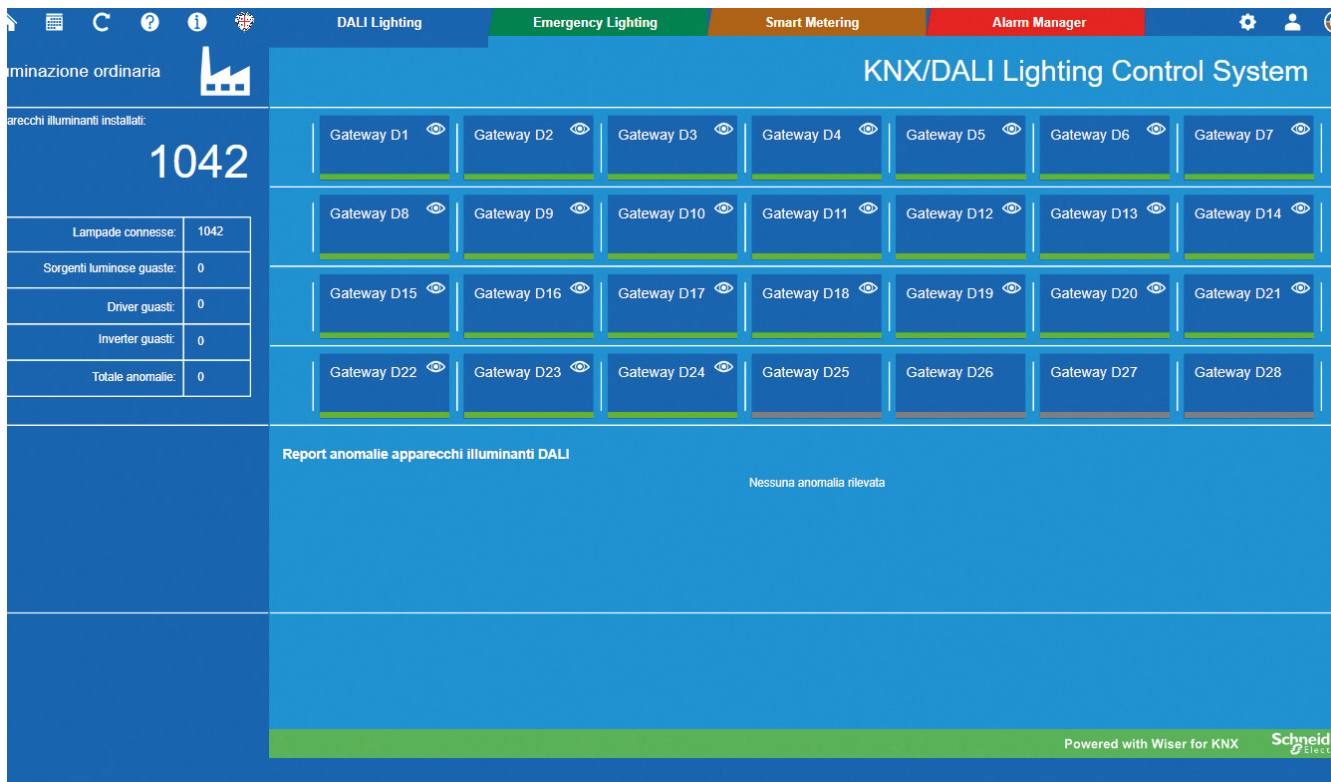 DALI Lighting Emergency Lighting Smart Metering Alarm Manager
uminazione ordinaria
KNX/DALI Lighting Control System
arecchi illuminanti installati:
1042
Lampade connesse: 1042
Sorgenti luminose guaste: 0
Driver guasti: 0
Inverter guasti: 0
Totale anomalie: 0
Gateway D1 Gateway D2 Gateway D3 Gateway D4 Gateway D5 Gateway D6 Gateway D7
Gateway D8 Gateway D9 Gateway D10 Gateway D11 Gateway D12 Gateway D13 Gateway D14
Gateway D15 Gateway D16 Gateway D17 Gateway D18 Gateway D19 Gateway D20 Gateway D21
Gateway D22 Gateway D23 Gateway D24 Gateway D25 Gateway D26 Gateway D27 Gateway D28
Report anomalie apparecchi illuminanti DALI
Nessuna anomalia rilevata
Powered with Wiser for KNX
Schneid
Elect